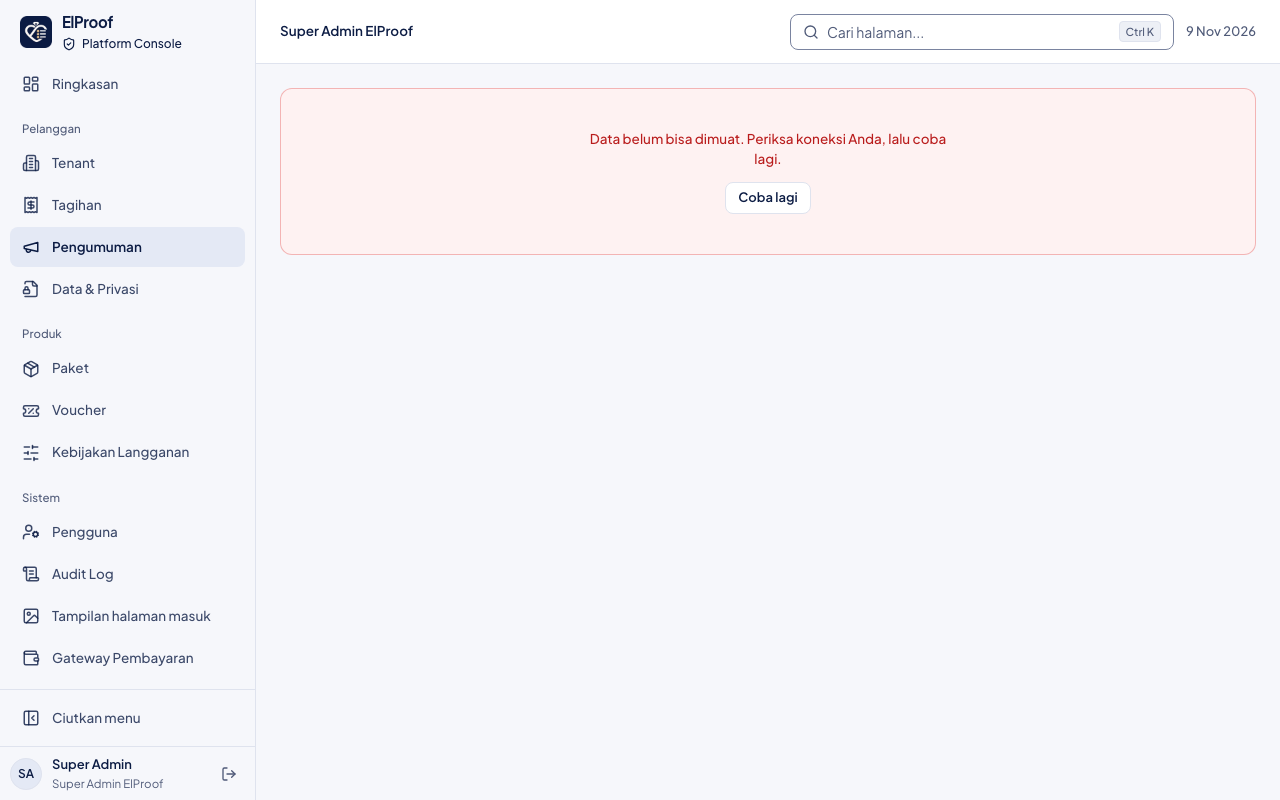 ElProof
Platform Console
Super Admin ElProof
Cari halaman...
Ctrl K
9 Nov 2026
Ringkasan
Pelanggan
Tenant
Tagihan
Pengumuman
Data & Privasi
Produk
Paket
Voucher
Kebijakan Langganan
Sistem
Pengguna
Audit Log
Tampilan halaman masuk
Gateway Pembayaran
Ciutkan menu
SA
Super Admin
Super Admin ElProof
Data belum bisa dimuat. Periksa koneksi Anda, lalu coba
lagi.
Coba lagi